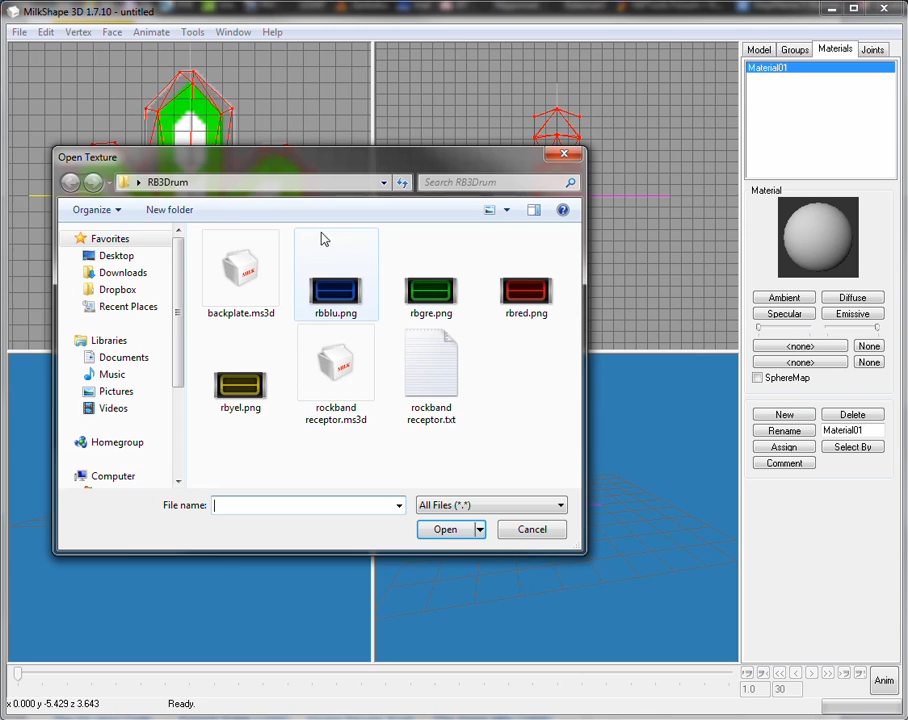 MilkShape 3D 1.7.10 - untitled
File Edit Vertex Face Animate Tools Window Help
Model Groups Materials Joints
Material01
Open Texture
RB3Drum
Search RB3Drum
Organize New folder
Favorites
Desktop
Downloads
Dropbox
Recent Places
Libraries
Documents
Music
Pictures
Videos
Homegroup
Computer
MILK
backplate.ms3d
rbblu.png
rbgre.png
rbred.png
rbyel.png
MILK
rockband
receptor.ms3d
rockband
receptor.txt
File name:
All Files (*.*)
Open
Cancel
Material
Ambient Diffuse
Specular Emissive
<none> None
<none> None
SphereMap
New Delete
Rename Material01
Assign Select By
Comment
1.0 30
Anim
x 0.000 y -5.429 z 3.643 Ready.